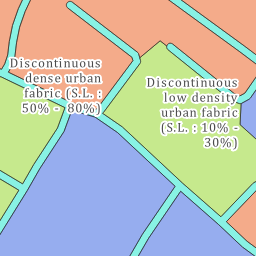 Discontinuous
dense urban
fabric (S.L. :
50% - 80%)
Discontinuous
low density
urban fabric
(S.L. : 10% -
30%)